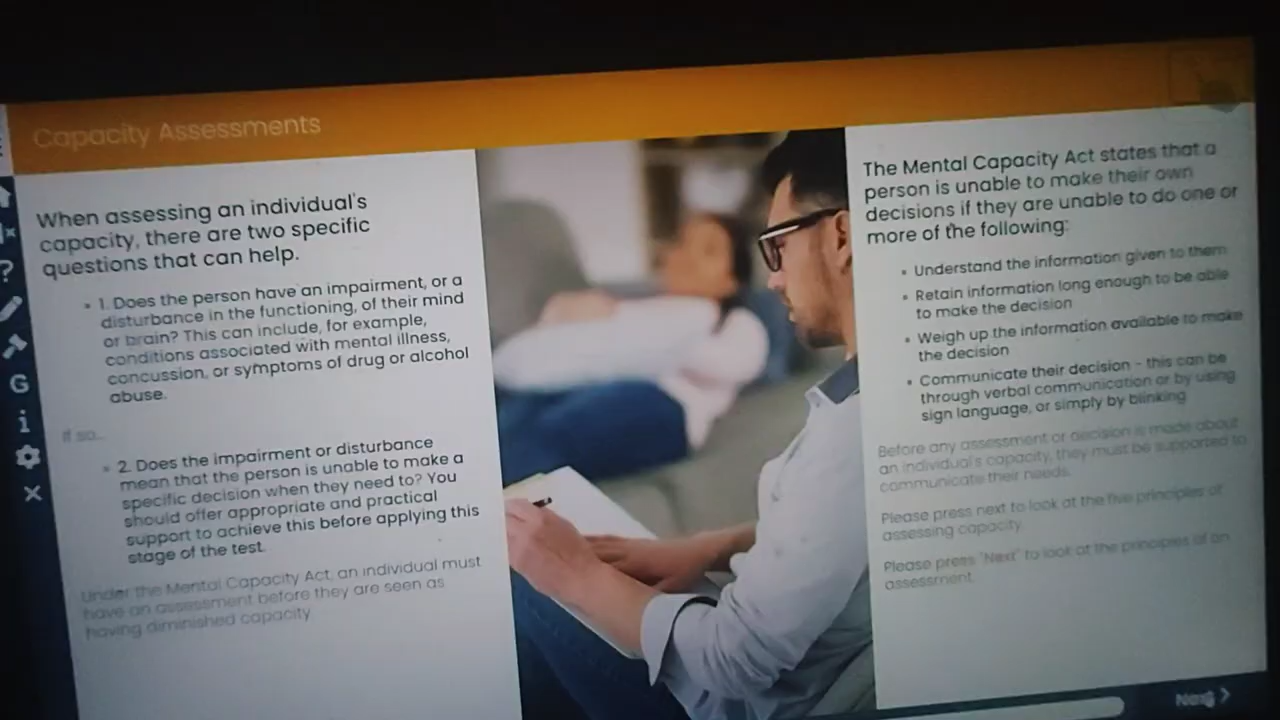 Capacity Assessments
When assessing an individual's
capacity, there are two specific
questions that can help.
1. Does the person have an impairment, or a
disturbance in the functioning, of their mind
or brain? This can include, for example,
conditions associated with mental illness,
concussion, or symptoms of drug or alcohol
abuse.
If so...
2. Does the impairment or disturbance
mean that the person is unable to make a
specific decision when they need to? You
should offer appropriate and practical
support to achieve this before applying this
stage of the test.
Under the Mental Capacity Act, an individual must
have an assessment before they are seen as
having diminished capacity.
The Mental Capacity Act states that a
person is unable to make their own
decisions if they are unable to do one or
more of the following:
Understand the information given to them
Retain information long enough to be able
to make the decision
Weigh up the information available to make
the decision
Communicate their decision - this can be
through verbal communication or by using
sign language, or simply by blinking
Before any assessment or decision is made about
an individual's capacity, they must be supported to
communicate their needs.
Please press next to look at the five principles of
assessing capacity.
Please press 'Next' to look at the principles of an
assessment.
Next